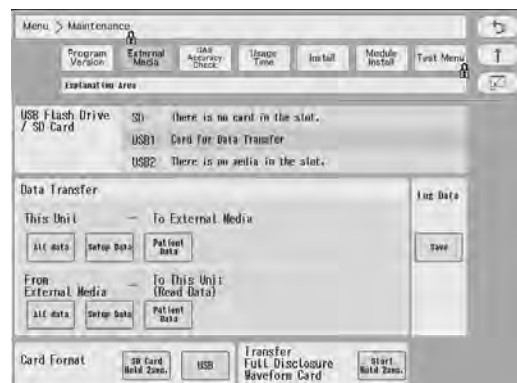 Menu > Maintenance
Program Version
External Media
GAS Accuracy Check
Usage Time
Install
Module Install
Test Menu
Explanation Area
USB Flash Drive / SD Card
SD There is no card in the slot.
USB1 Card for Data Transfer
USB2 There is no media in the slot.
Data Transfer
Log Data
This Unit — To External Media
All data
Setup Data
Patient Data
Save
From External Media — To This Unit (Read Data)
All data
Setup Data
Patient Data
Card Format
SD Card Hold 2sec.
USB
Transfer Full Disclosure Waveform Card
Start Hold 2sec.